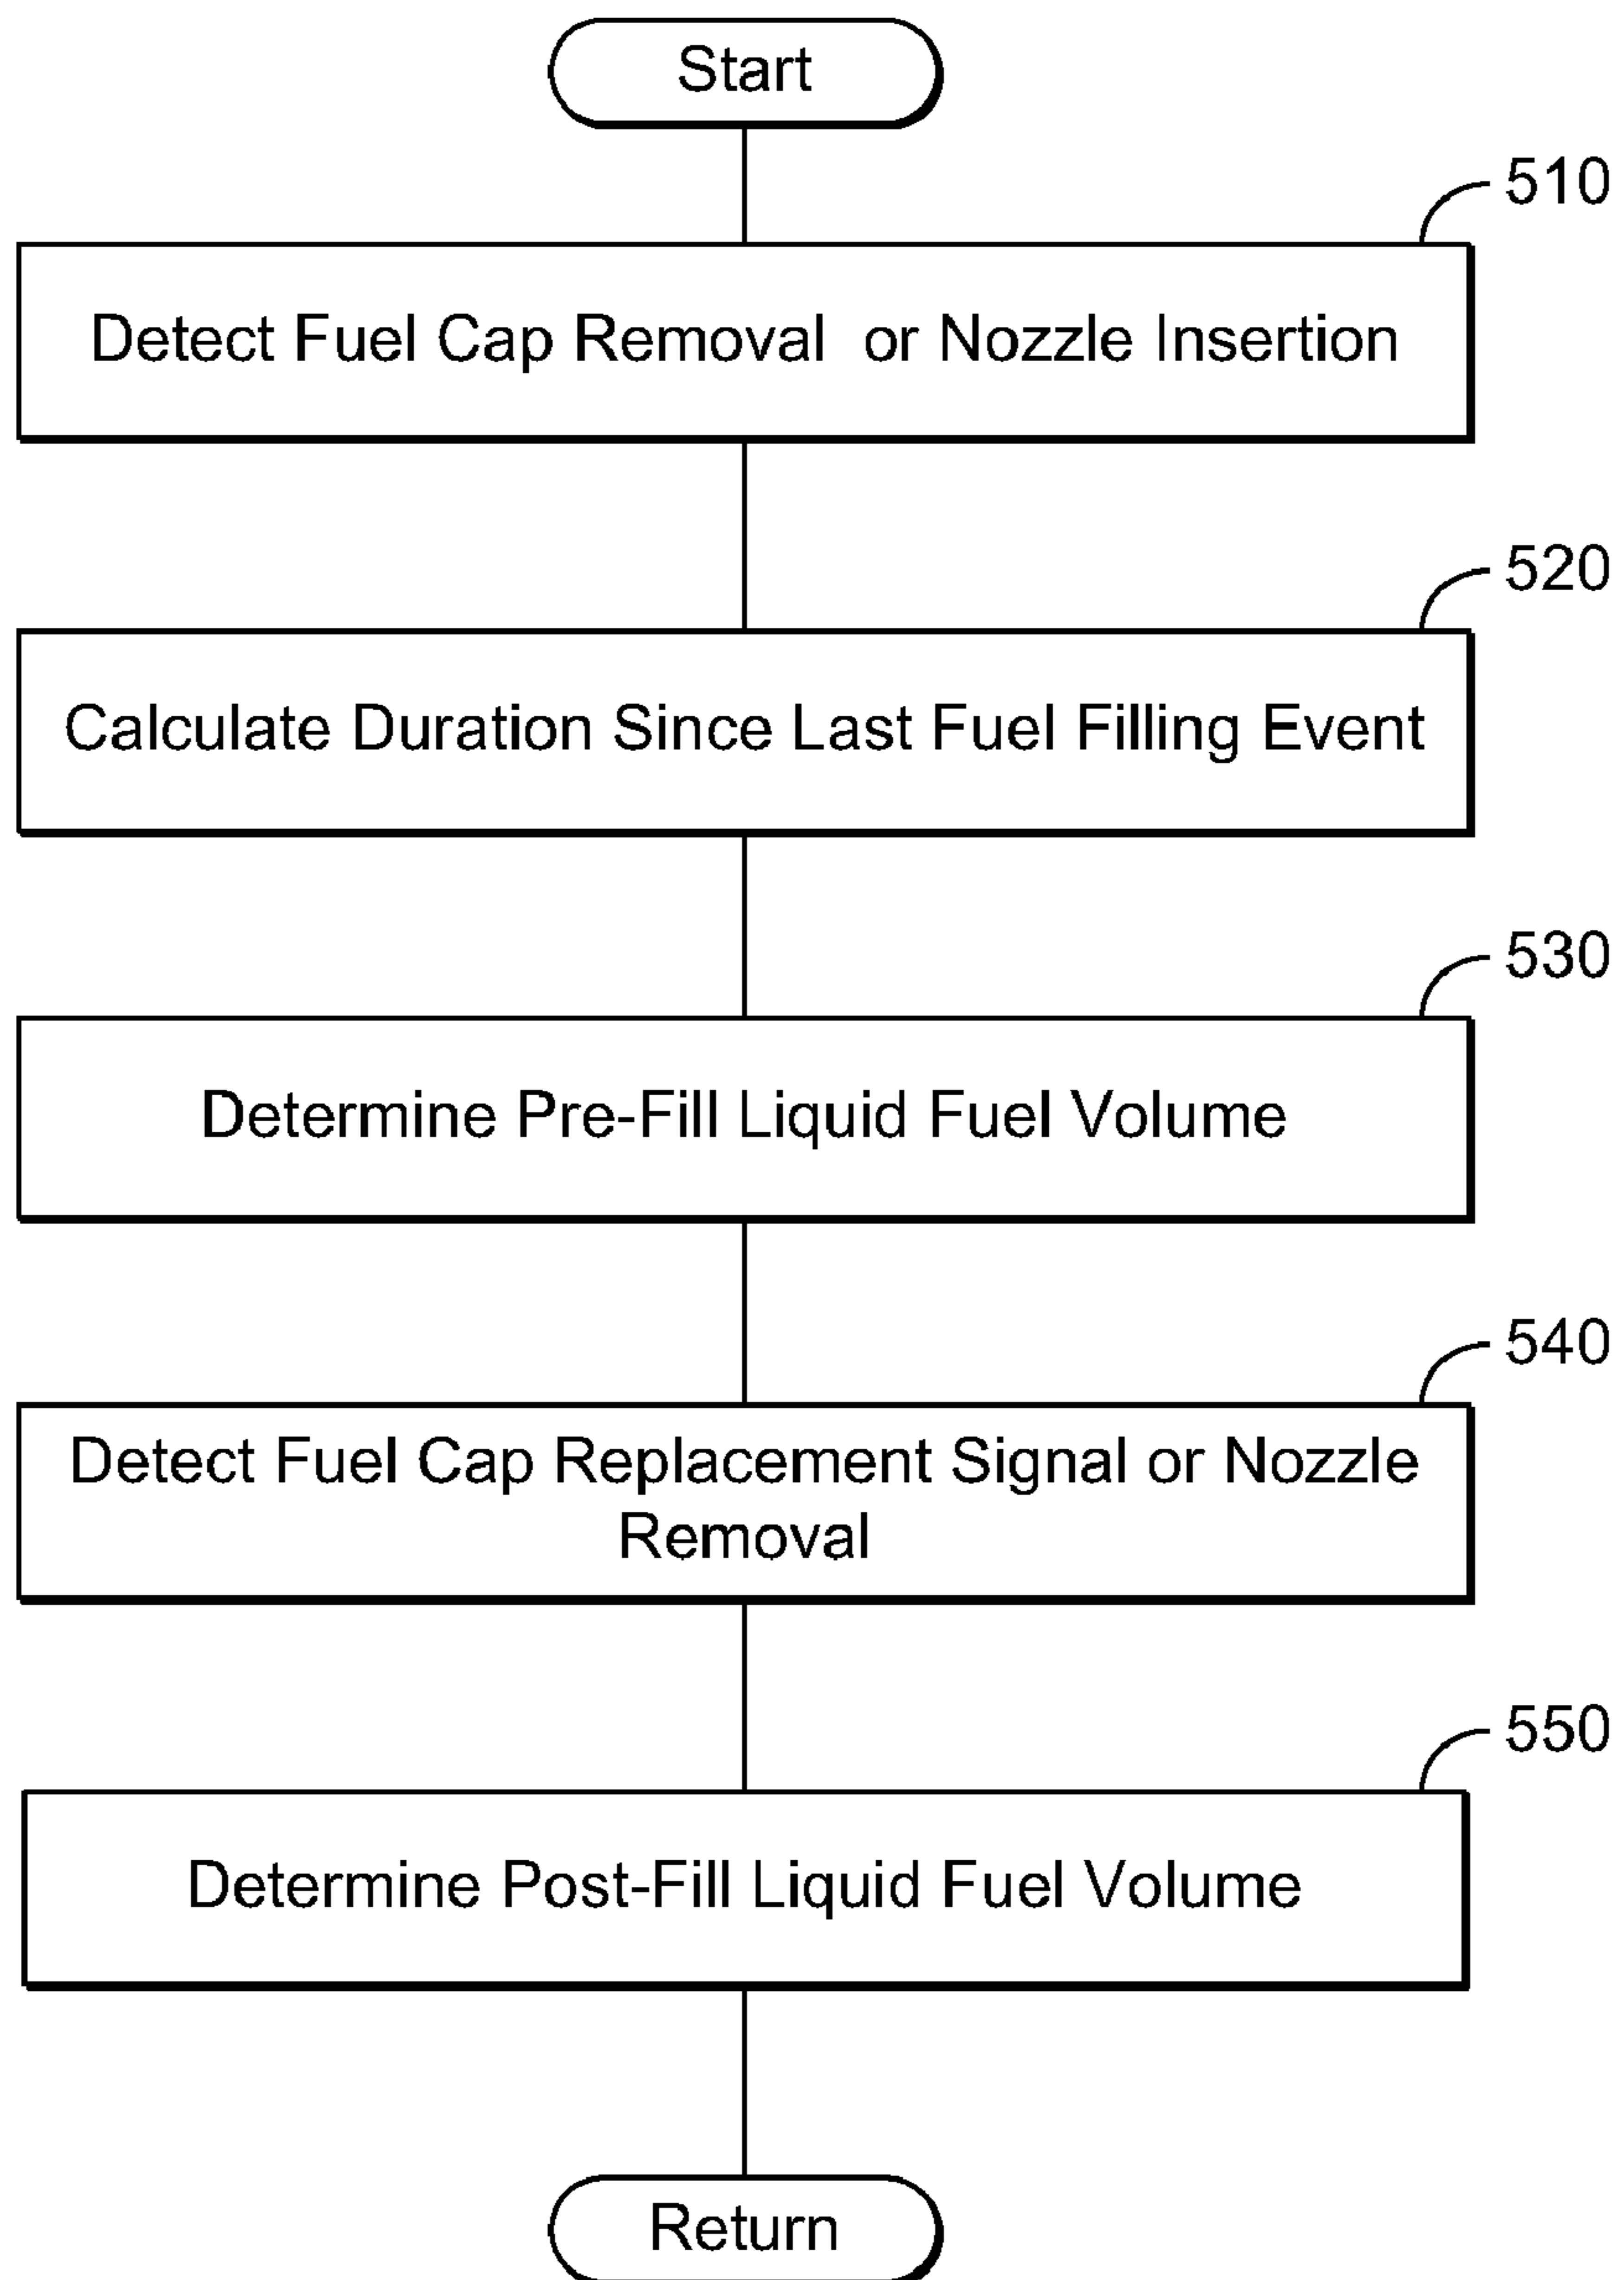 Start
510
Detect Fuel Cap Removal or Nozzle Insertion
520
Calculate Duration Since Last Fuel Filling Event
530
Determine Pre-Fill Liquid Fuel Volume
540
Detect Fuel Cap Replacement Signal or Nozzle
Removal
550
Determine Post-Fill Liquid Fuel Volume
Return